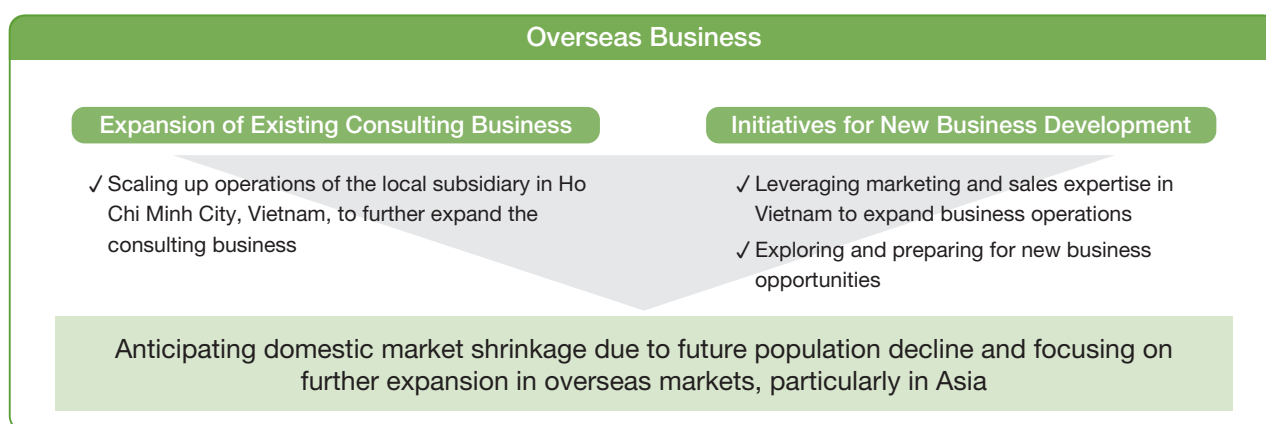 Overseas Business
Expansion of Existing Consulting Business
✓ Scaling up operations of the local subsidiary in Ho
Chi Minh City, Vietnam, to further expand the
consulting business
Initiatives for New Business Development
✓ Leveraging marketing and sales expertise in
Vietnam to expand business operations
✓ Exploring and preparing for new business
opportunities
Anticipating domestic market shrinkage due to future population decline and focusing on
further expansion in overseas markets, particularly in Asia